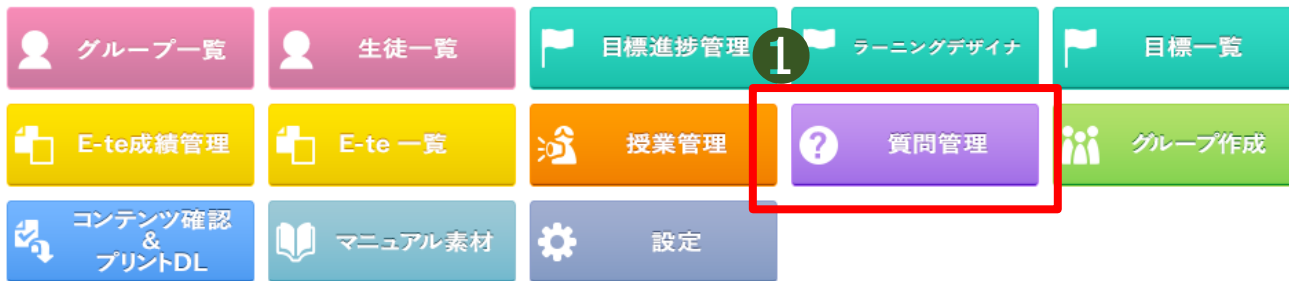 グループ一覧
生徒一覧
目標進捗管理
1
ラーニングデザイナ
目標一覧
E-te成績管理
E-te 一覧
授業管理
?
質問管理
グループ作成
コンテンツ確認
&
プリントDL
マニュアル素材
設定